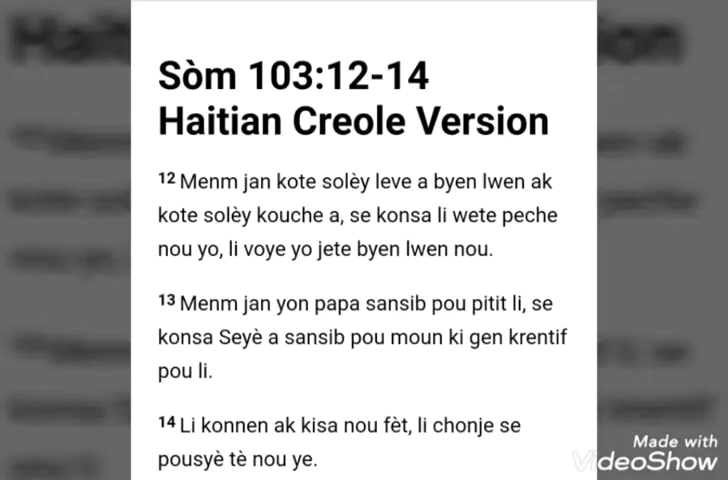 Sòm 103:12-14
Haitian Creole Version
12 Menm jan kote solèy leve a byen lwen ak
kote solèy kouche a, se konsa li wete peche
nou yo, li voye yo jete byen lwen nou.
13 Menm jan yon papa sansib pou pitit li, se
konsa Seyè a sansib pou moun ki gen krentif
pou li.
14 Li konnen ak kisa nou fèt, li chonje se
pousyè tè nou ye.
Made with
VideoShow